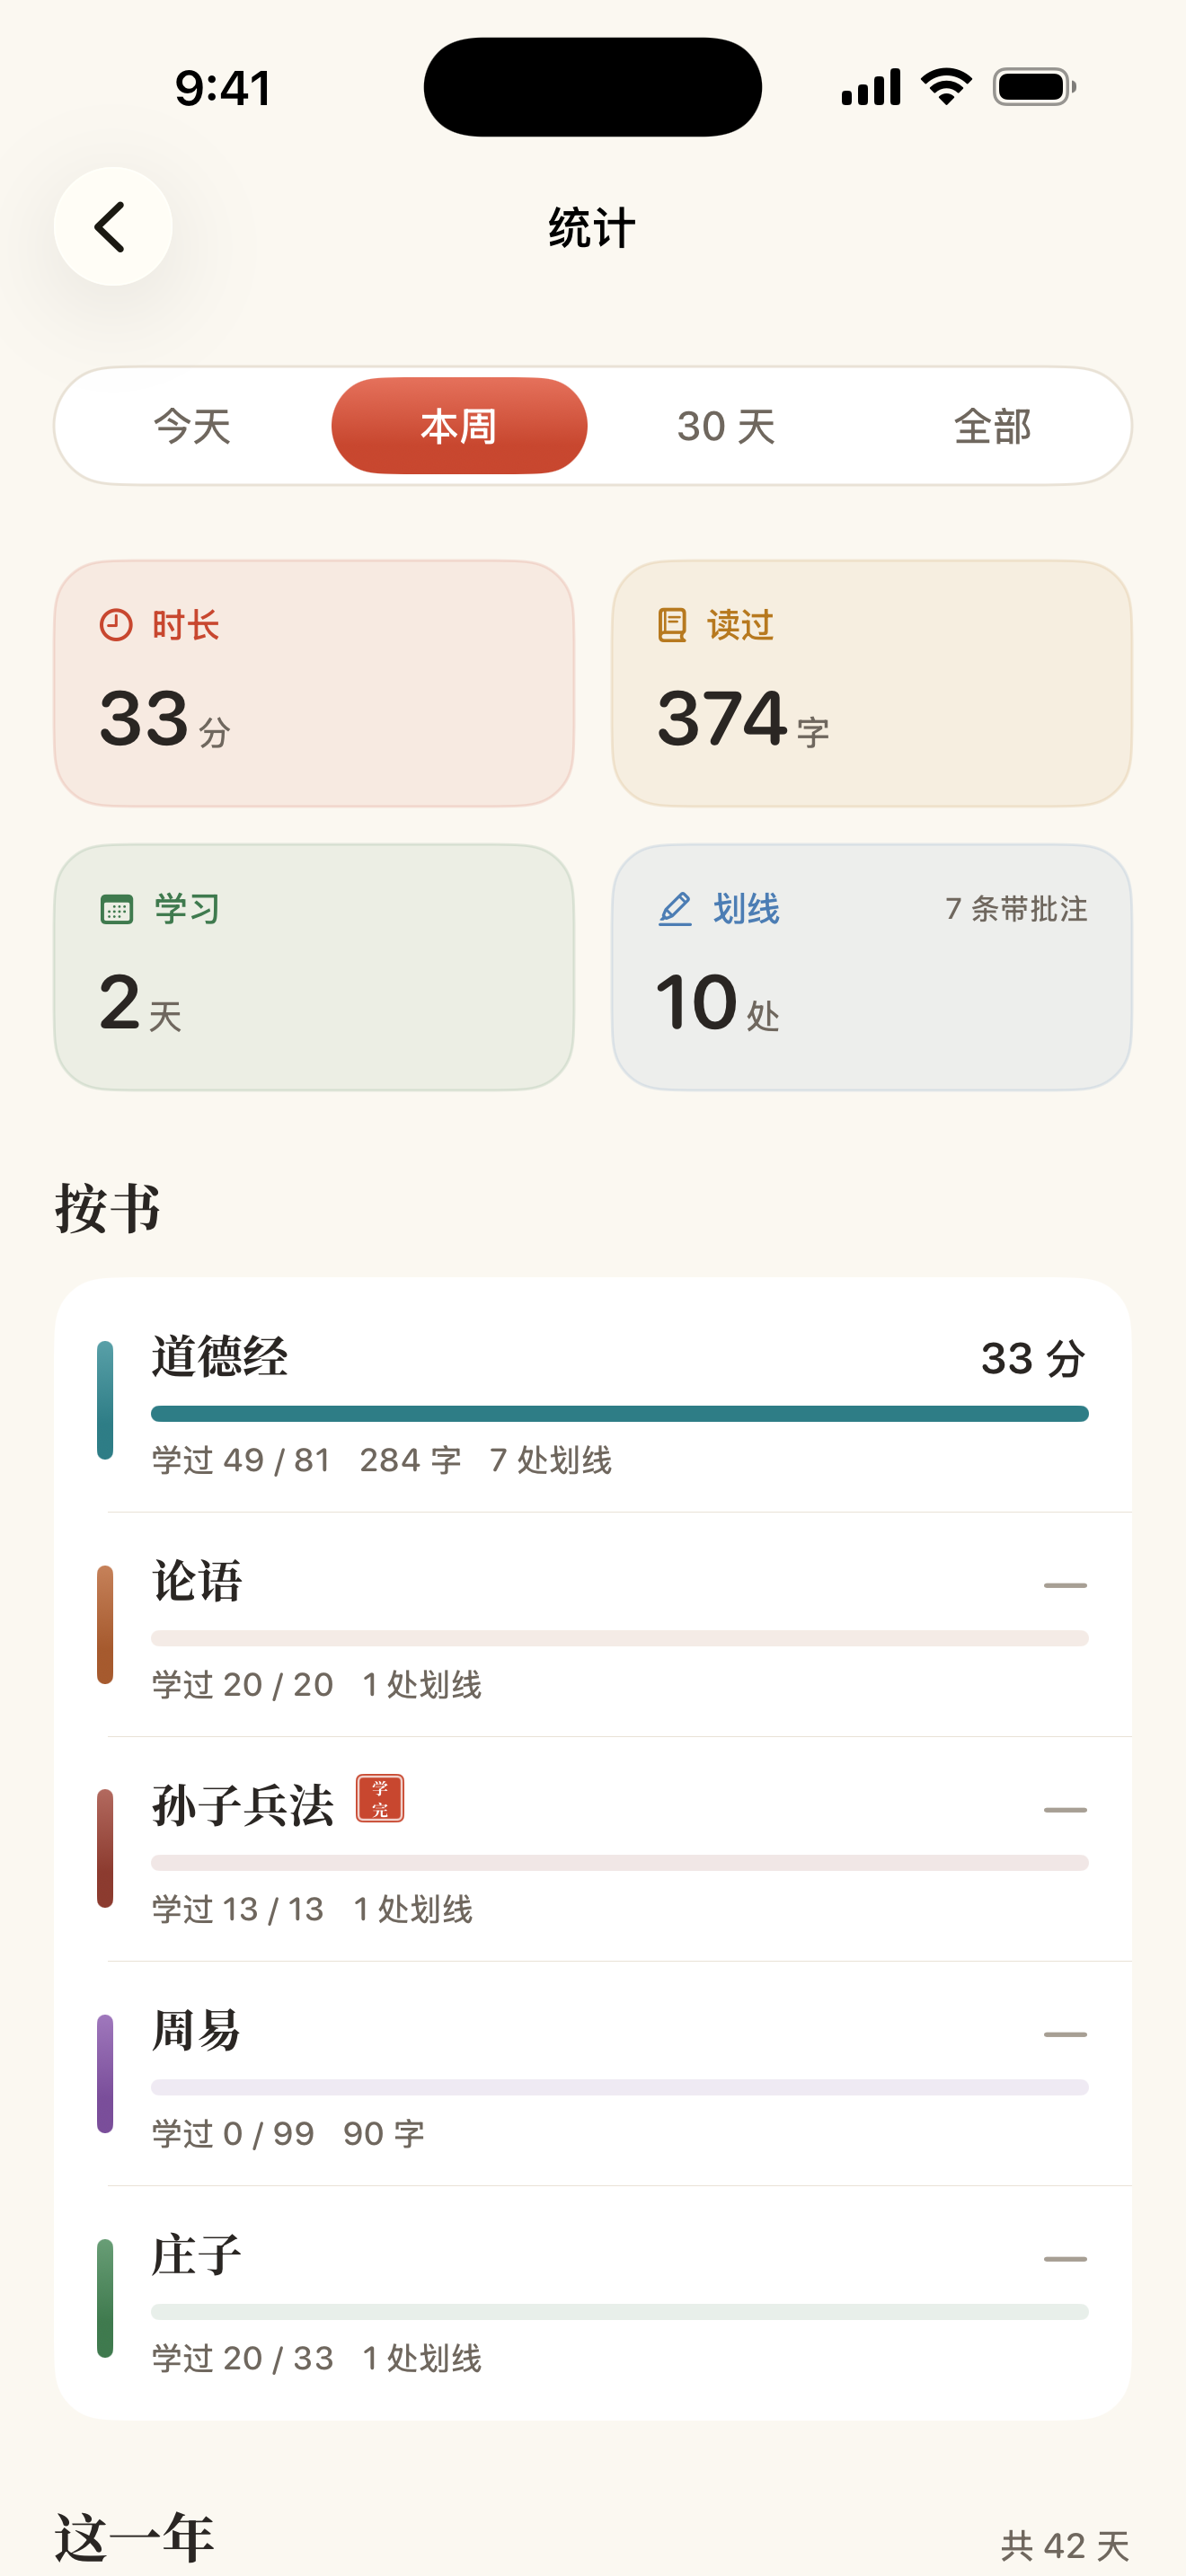 9:41
统计
今天 本周 30 天 全部
时长
33 分
读过
374 字
学习
2 天
划线 7 条带批注
10 处
按书
道德经 33 分
学过 49 / 81 284 字 7 处划线
论语 —
学过 20 / 20 1 处划线
孙子兵法 学完 —
学过 13 / 13 1 处划线
周易 —
学过 0 / 99 90 字
庄子 —
学过 20 / 33 1 处划线
这一年 共 42 天